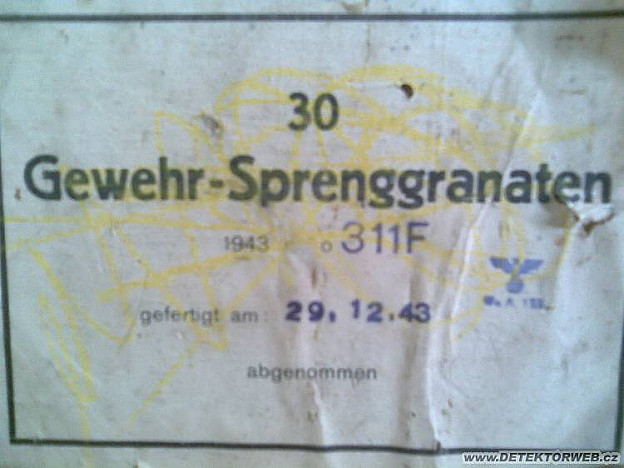 30
Gewehr-Sprenggranaten
1943 o 311F
gefertigt am: 29.12.43
abgenommen
www.DETEKTORWEB.cz